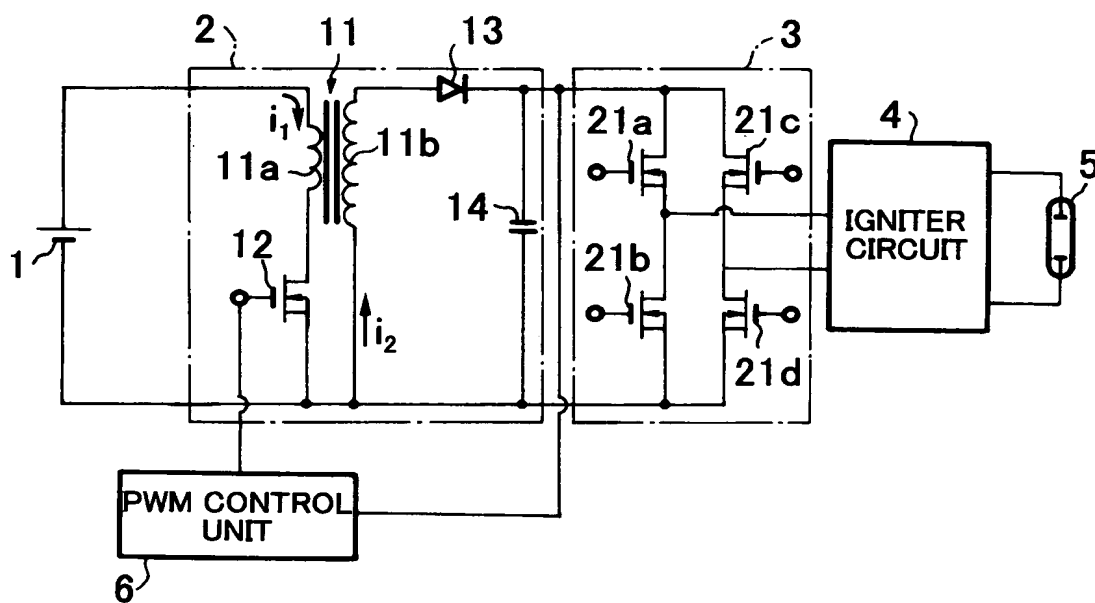 2
11
13
3
i1
11a
11b
14
21a
21c
4
5
1
12
i2
21b
21d
IGNITER
CIRCUIT
PWM CONTROL
UNIT
6